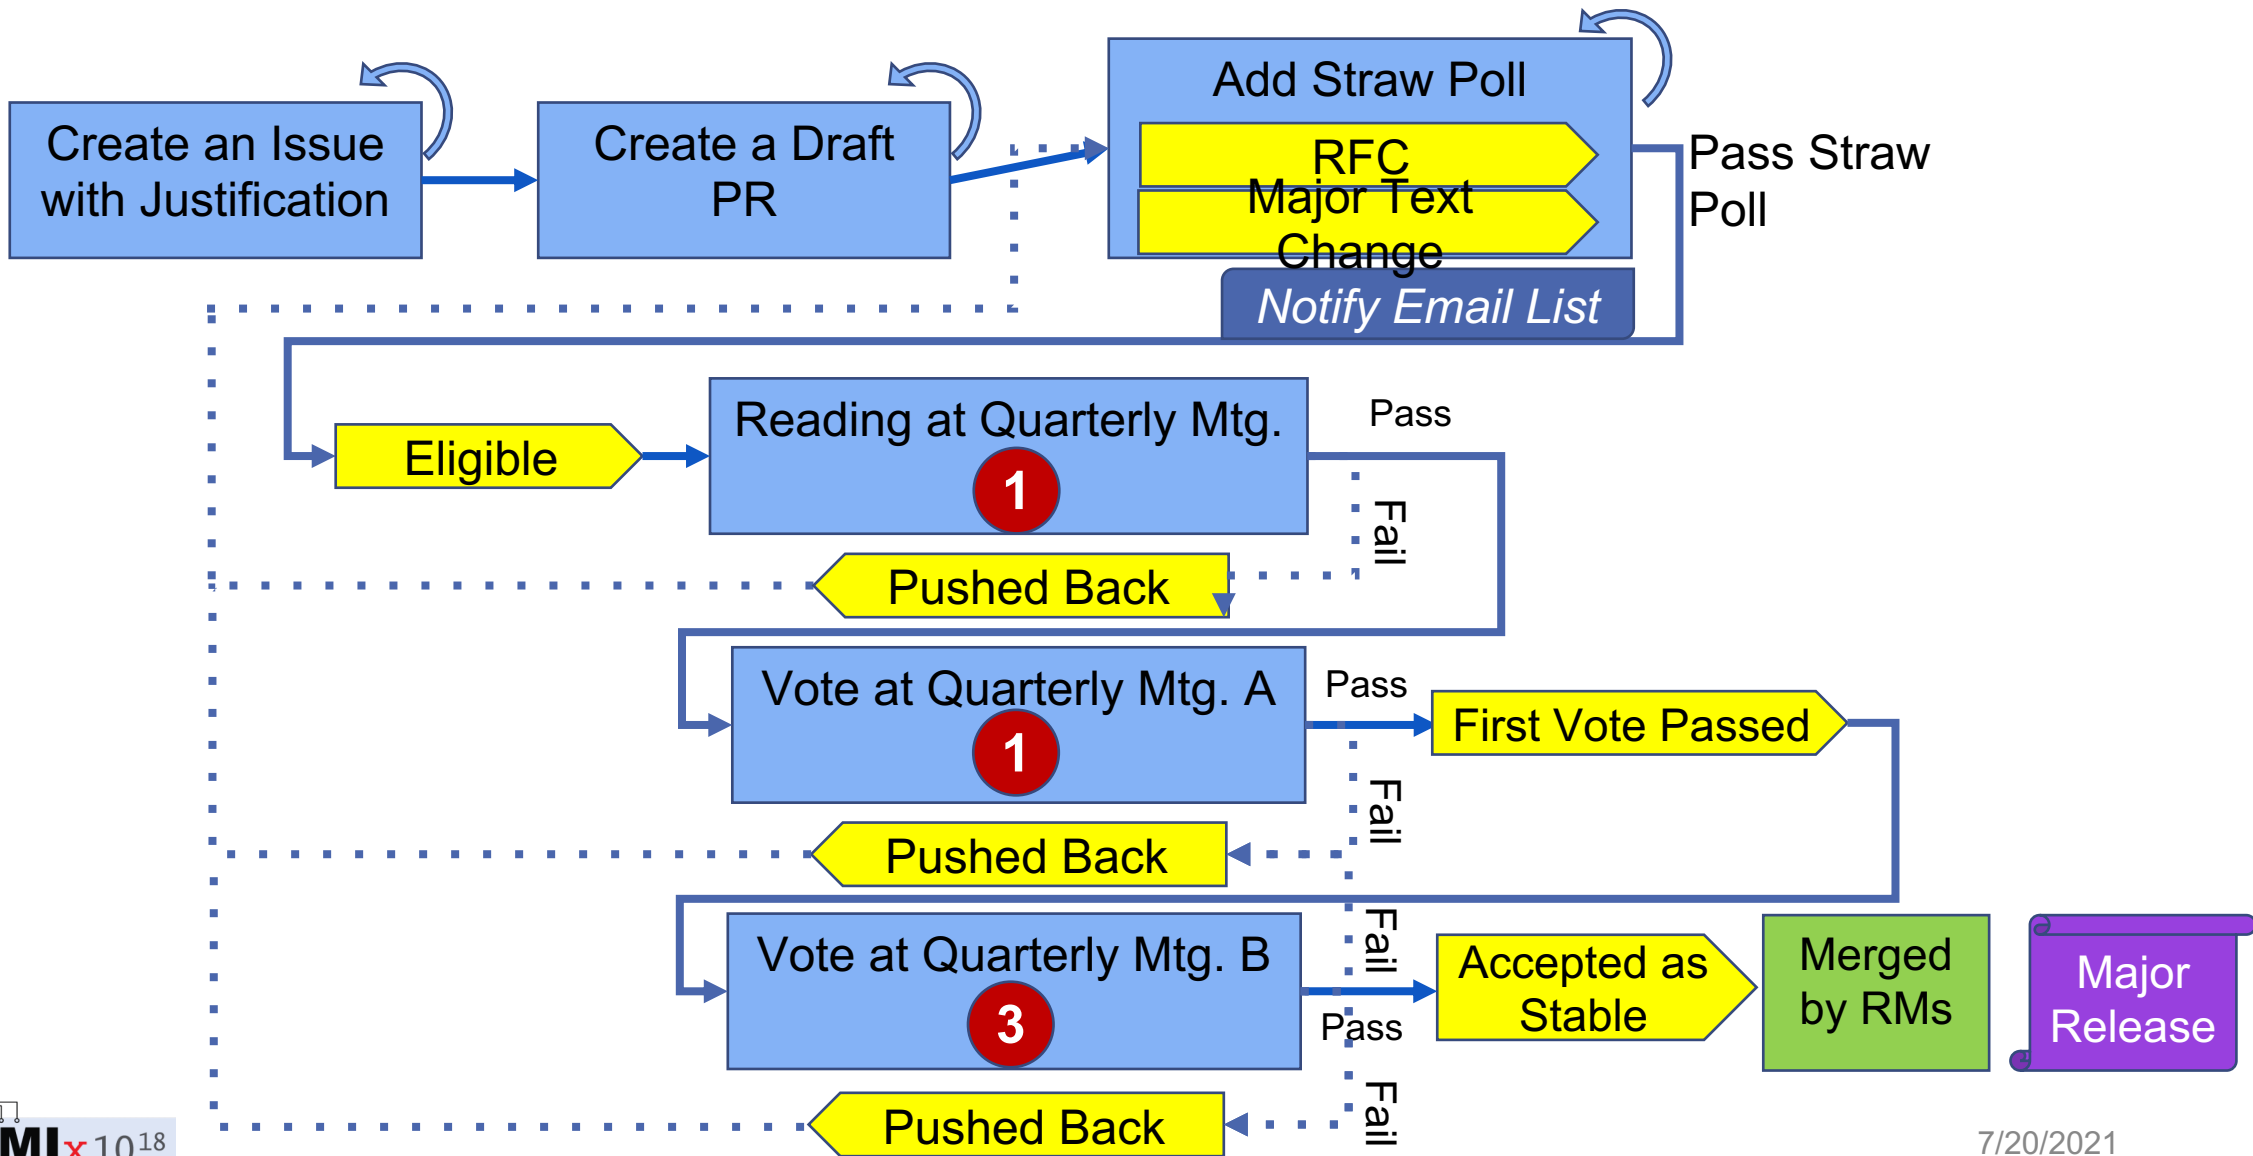 Add Straw Poll
Create an Issue
with Justification
Create a Draft
PR
RFC
Major Text
Change
Pass Straw
Poll
Notify Email List
Reading at Quarterly Mtg.
1
Pass
Eligible
Fail
Pushed Back
Vote at Quarterly Mtg. A
1
Pass
First Vote Passed
Fail
Pushed Back
Fail
Vote at Quarterly Mtg. B
3
Pass
Accepted as
Stable
Merged
by RMs
Major
Release
Fail
Pushed Back
MI x 10¹⁸
7/20/2021